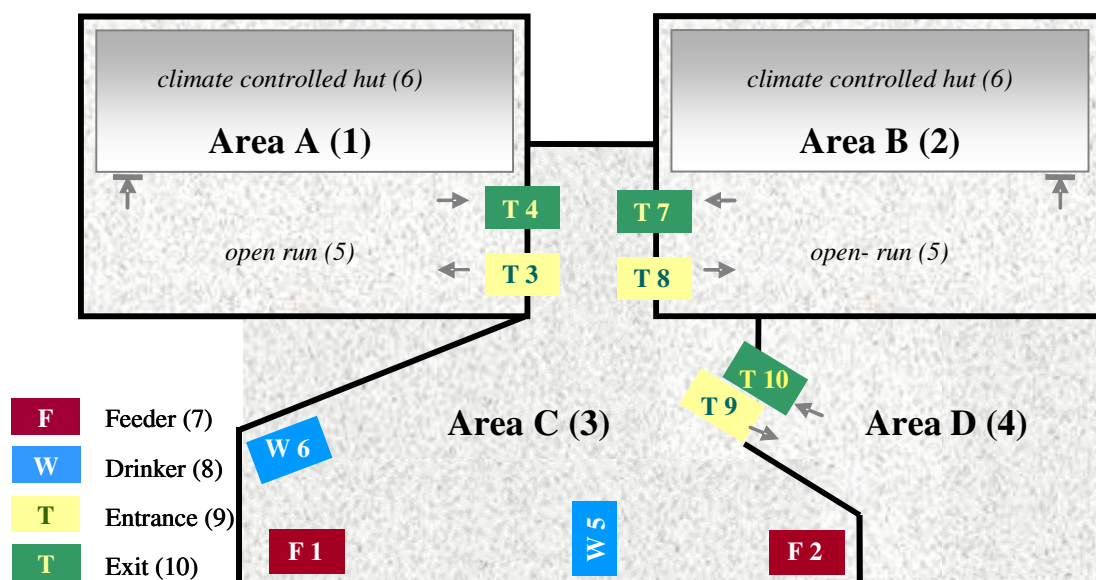 climate controlled hut (6)
Area A (1)
climate controlled hut (6)
Area B (2)
T 4
T 7
open run (5)
T 3
T 8
open- run (5)
T 10
T 9
Area C (3)
Area D (4)
W 6
F Feeder (7)
W Drinker (8)
T Entrance (9)
T Exit (10)
F 1
W 5
F 2